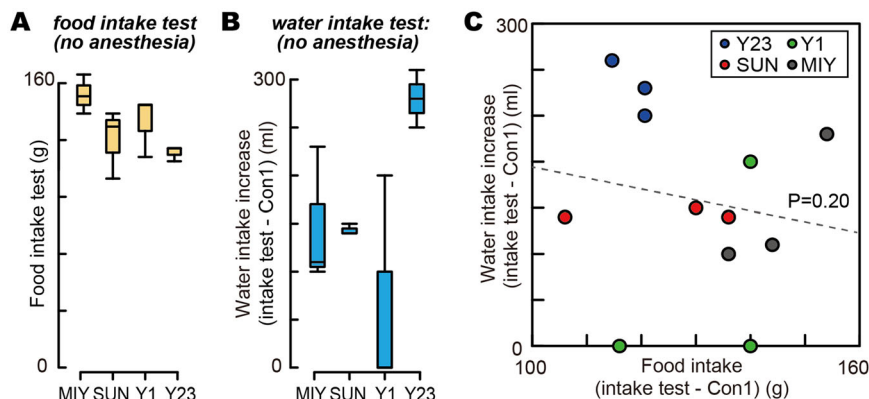 A
food intake test
(no anesthesia)
160
0
Food intake test (g)
MIY SUN Y1 Y23
B
water intake test:
(no anesthesia)
300
0
Water intake increase
(intake test - Con1) (ml)
MIY SUN Y1 Y23
C
300
0
Water intake increase
(intake test - Con1) (ml)
Y23 Y1
SUN MIY
P=0.20
100
160
Food intake
(intake test - Con1) (g)